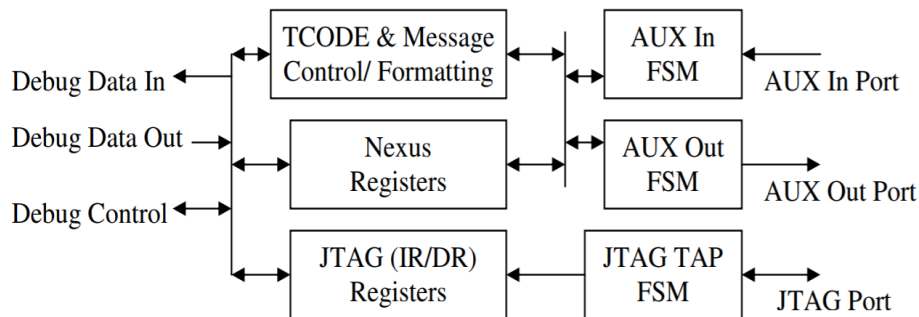 TCODE & Message
Control/ Formatting
AUX In
FSM
Debug Data In
AUX In Port
Debug Data Out
Nexus
Registers
AUX Out
FSM
AUX Out Port
Debug Control
JTAG (IR/DR)
Registers
JTAG TAP
FSM
JTAG Port